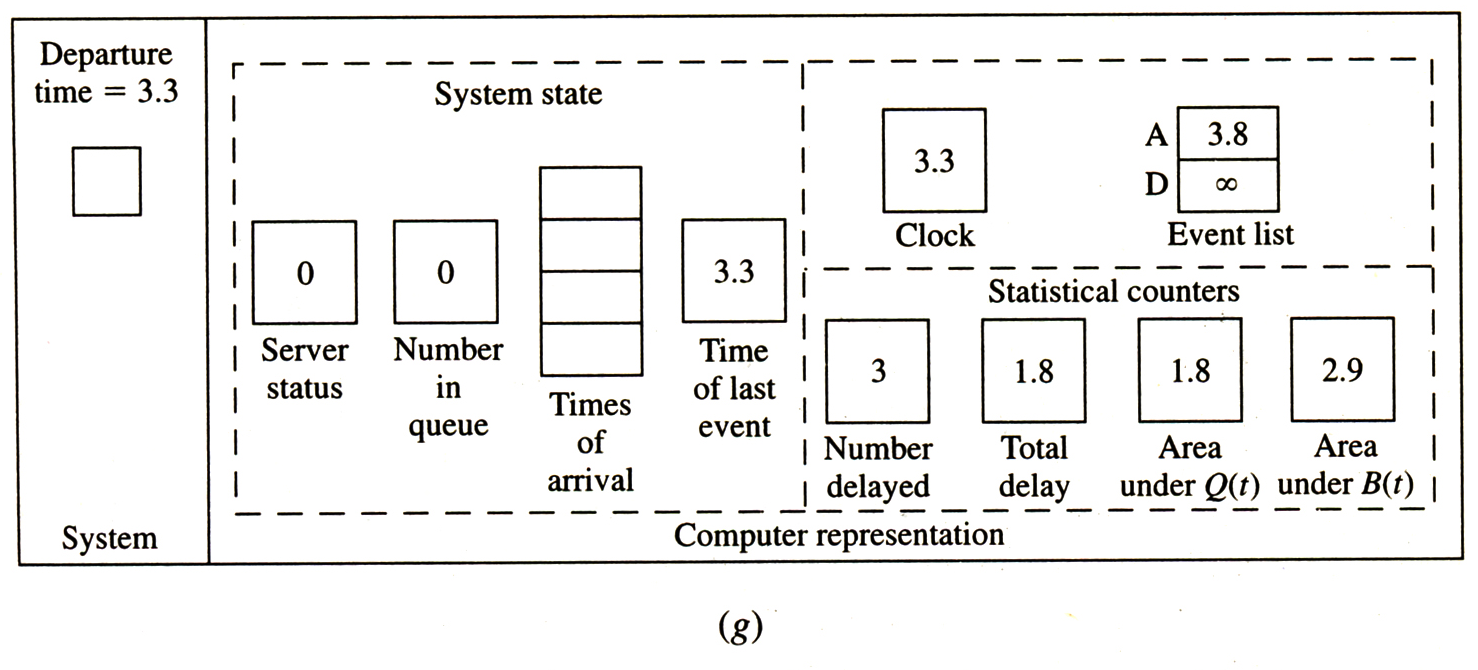 Departure
time = 3.3
System
System state
0
Server
status
0
Number
in
queue
Times
of
arrival
3.3
Time
of last
event
3.3
Clock
A 3.8
D ∞
Event list
Statistical counters
3
Number
delayed
1.8
Total
delay
1.8
Area
under Q(t)
2.9
Area
under B(t)
Computer representation
(g)